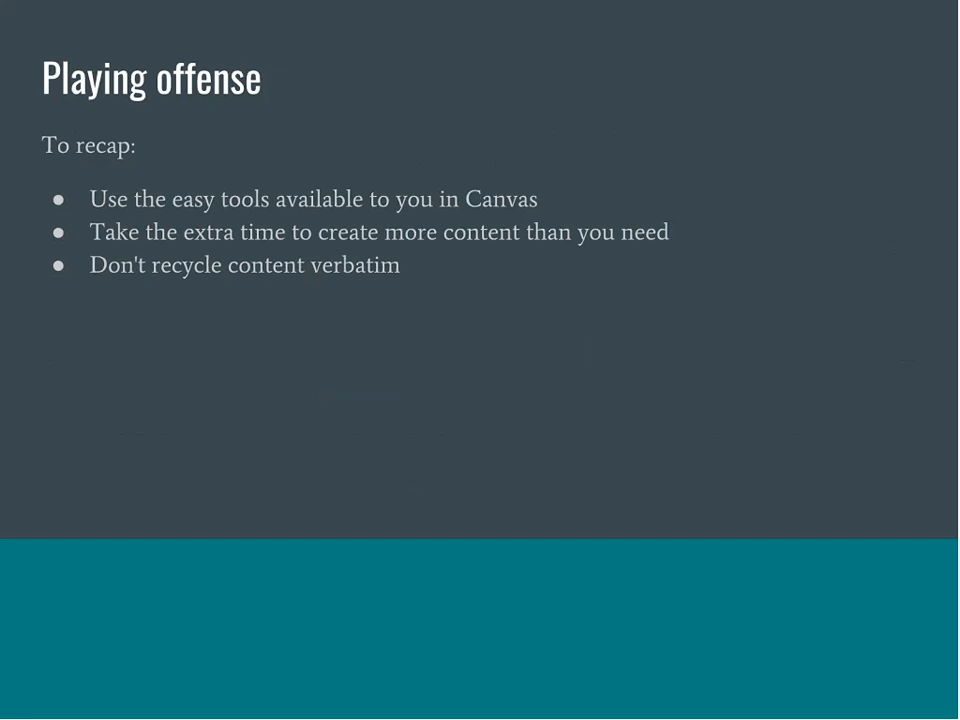 Playing offense
To recap:
● Use the easy tools available to you in Canvas
● Take the extra time to create more content than you need
● Don't recycle content verbatim